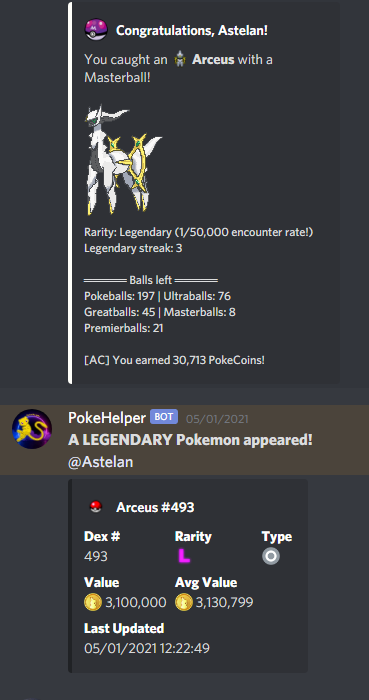 Congratulations, Astelan!
You caught an Arceus with a
Masterball!
Rarity: Legendary (1/50,000 encounter rate!)
Legendary streak: 3
══════ Balls left ══════
Pokeballs: 197 | Ultraballs: 76
Greatballs: 45 | Masterballs: 8
Premierballs: 21
[AC] You earned 30,713 PokeCoins!
PokeHelper BOT 05/01/2021
A LEGENDARY Pokemon appeared!
@Astelan
Arceus #493
Dex # Rarity Type
493 L
Value Avg Value
3,100,000 3,130,799
Last Updated
05/01/2021 12:22:49